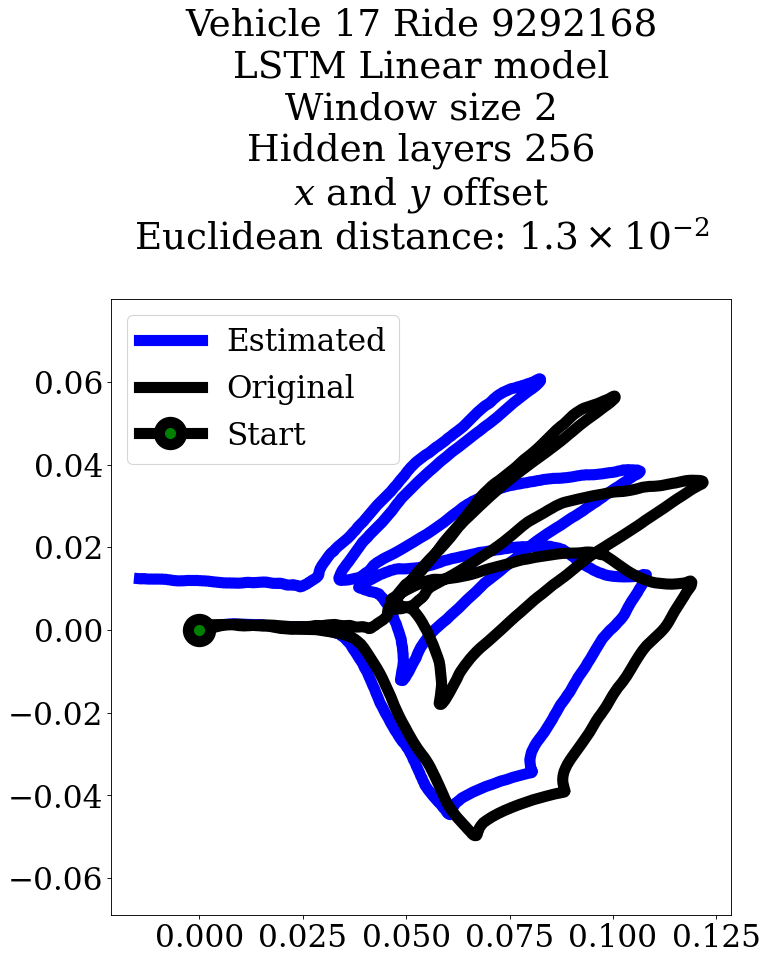 Vehicle 17 Ride 9292168
LSTM Linear model
Window size 2
Hidden layers 256
x and y offset
Euclidean distance: 1.3 × 10⁻²
Estimated
Original
Start
0.06
0.04
0.02
0.00
−0.02
−0.04
−0.06
0.000 0.025 0.050 0.075 0.100 0.125